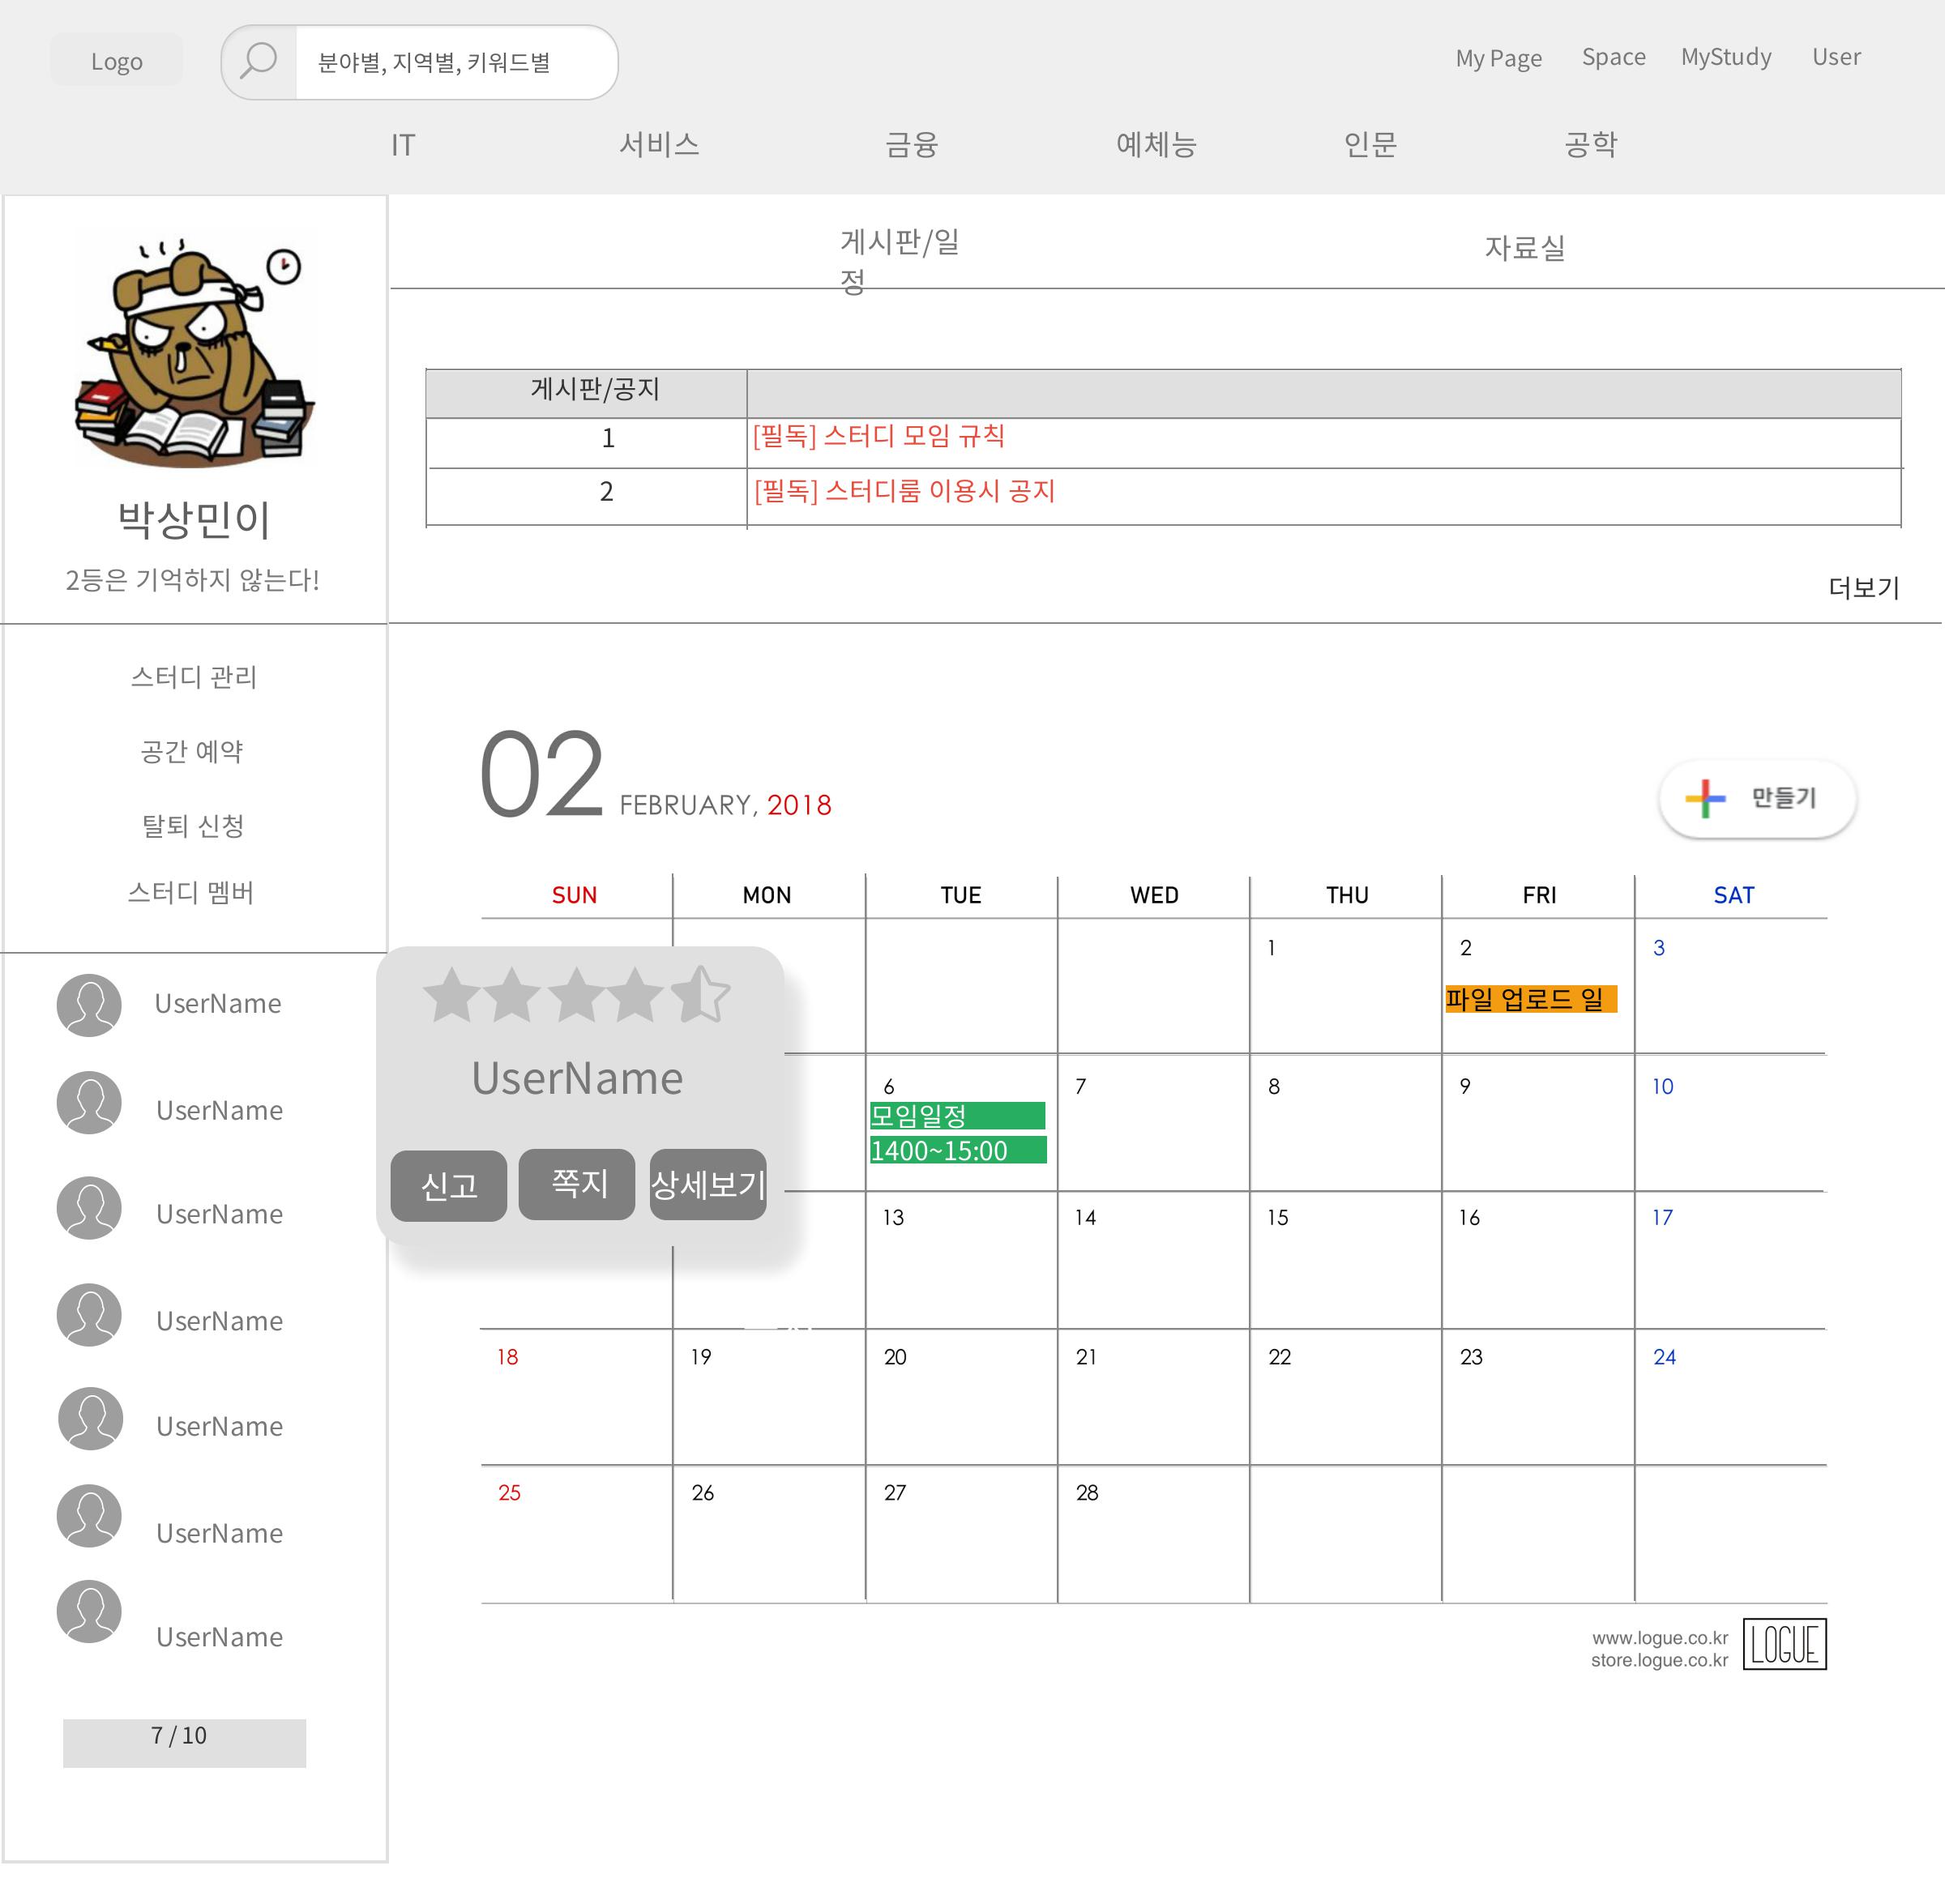 Logo
분야별, 지역별, 키워드별
My Page
Space
MyStudy
User
IT
서비스
금융
예체능
인문
공학
게시판/일
정
자료실
박상민이
2등은 기억하지 않는다!
게시판/공지
1
[필독] 스터디 모임 규칙
2
[필독] 스터디룸 이용시 공지
더보기
스터디 관리
공간 예약
탈퇴 신청
스터디 멤버
UserName
UserName
UserName
UserName
UserName
UserName
UserName
7 / 10
UserName
신고
쪽지
상세보기
02
FEBRUARY, 2018
만들기
SUN
MON
TUE
WED
THU
FRI
SAT
1
2
파일 업로드 일
3
6
모임일정
1400~15:00
7
8
9
10
13
14
15
16
17
18
19
20
21
22
23
24
25
26
27
28
www.logue.co.kr
store.logue.co.kr
LOGUE